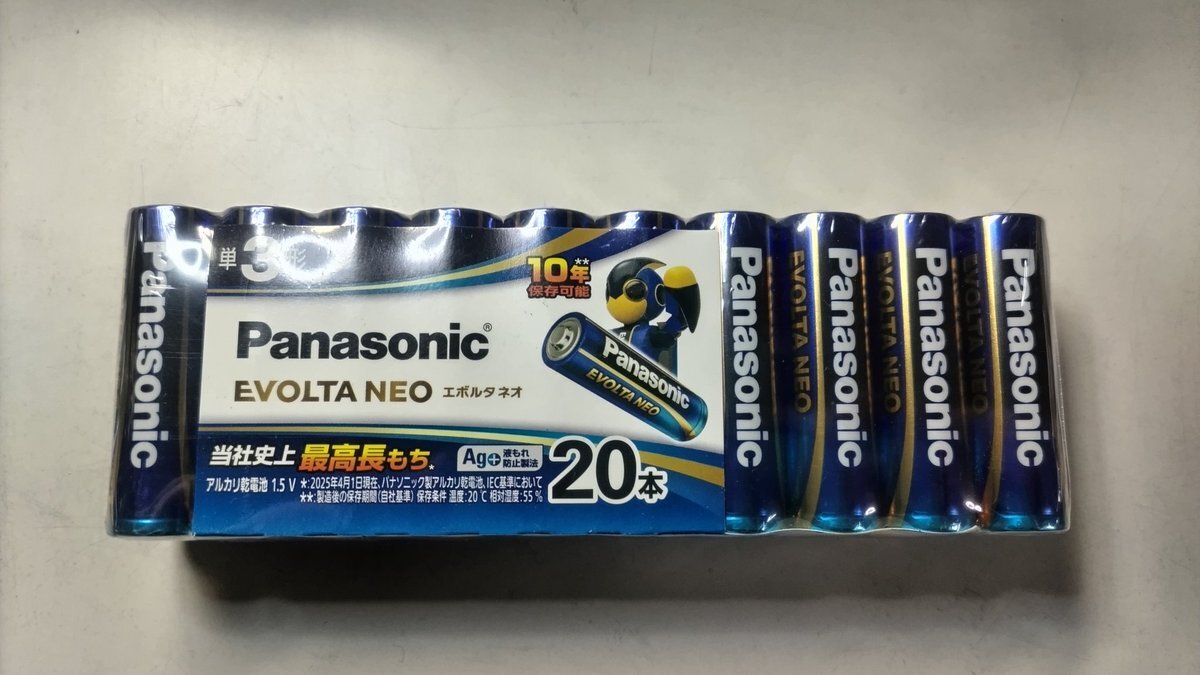 単3形
10年**
保存可能
Panasonic®
EVOLTA NEO エボルタ ネオ
Panasonic
EVOLTA NEO
当社史上 最高長もち*
Ag+ 液もれ防止製法
20本
アルカリ乾電池 1.5 V *:2025年4月1日現在、パナソニック製アルカリ乾電池、IEC基準において
**:製造後の保存期間(自社基準) 保存条件 温度:20℃ 相対湿度:55%
Panasonic
Panasonic
EVOLTA NEO
Panasonic
EVOLTA NEO
Panasonic
EVOLTA NEO
Panasonic